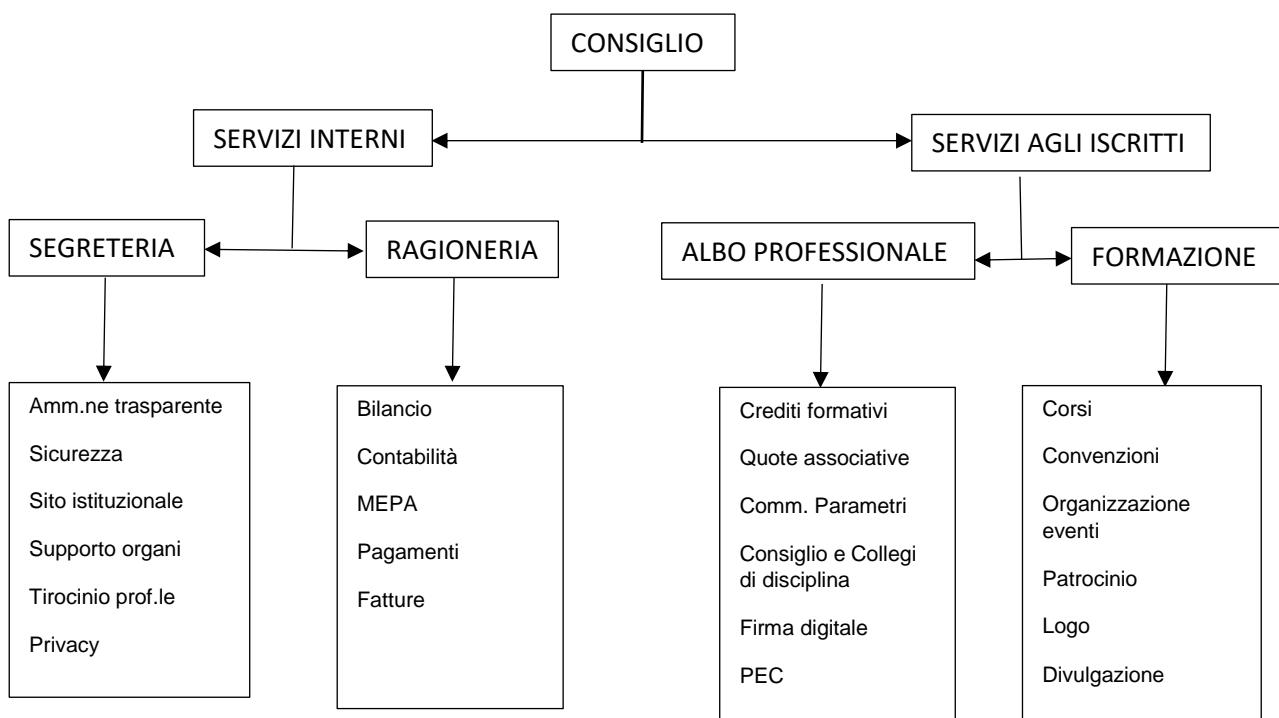 CONSIGLIO
SERVIZI INTERNI
SERVIZI AGLI ISCRITTI
SEGRETERIA
RAGIONERIA
ALBO PROFESSIONALE
FORMAZIONE
Amm.ne trasparente
Sicurezza
Sito istituzionale
Supporto organi
Tirocinio prof.le
Privacy
Bilancio
Contabilità
MEPA
Pagamenti
Fatture
Crediti formativi
Quote associative
Comm. Parametri
Consiglio e Collegi
di disciplina
Firma digitale
PEC
Corsi
Convenzioni
Organizzazione
eventi
Patrocinio
Logo
Divulgazione